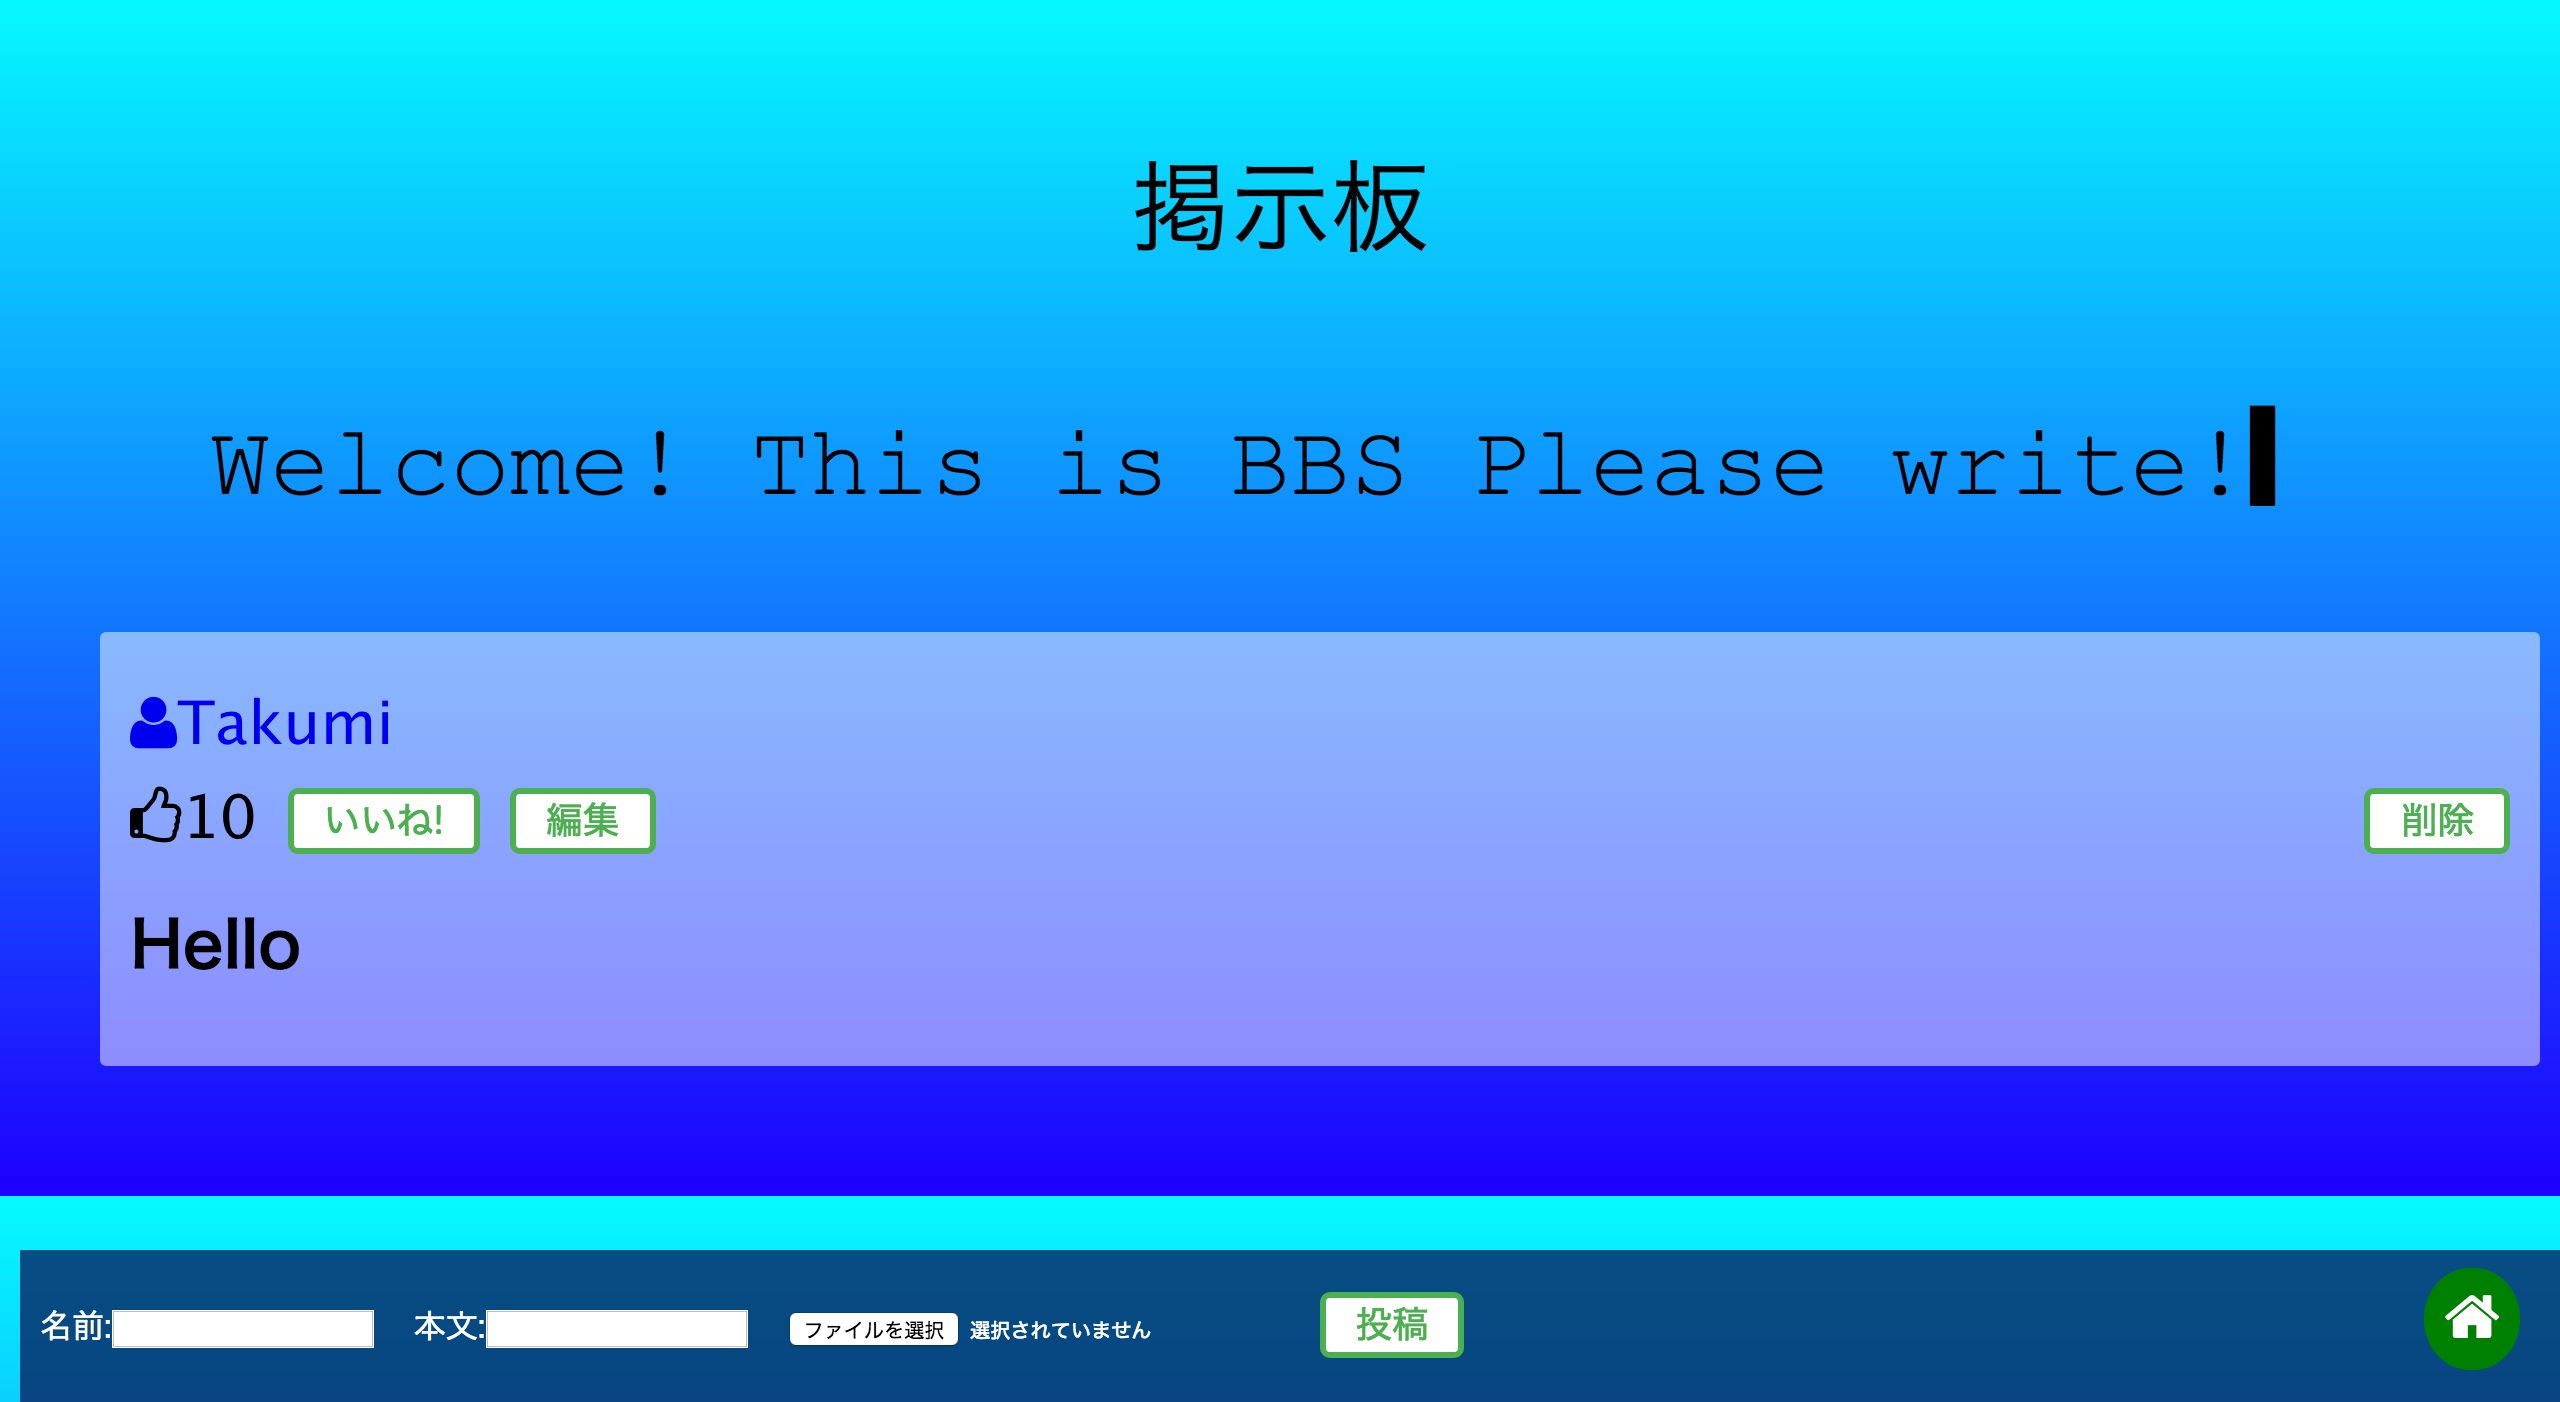 掲示板
Welcome! This is BBS Please write!
Takumi
10 いいね! 編集 削除
Hello
名前: 本文: ファイルを選択 選択されていません 投稿